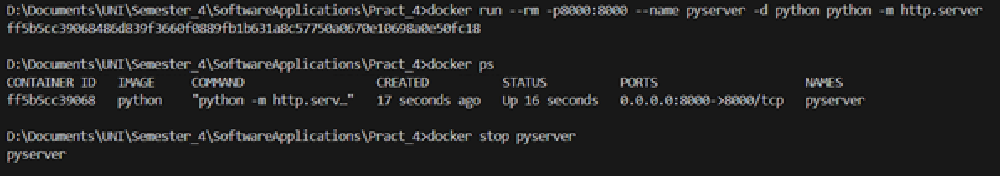 D:\Documents\UNI\Semester_4\SoftwareApplications\Pract_4>docker run --rm -p8000:8000 --name pyserver -d python python -m http.server
ff5b5cc39068486d839f3660f0889fb1b631a8c57750a0670e10698a0e50fc18
D:\Documents\UNI\Semester_4\SoftwareApplications\Pract_4>docker ps
CONTAINER ID   IMAGE     COMMAND                  CREATED          STATUS          PORTS                    NAMES
ff5b5cc39068   python    "python -m http.serv…"   17 seconds ago   Up 16 seconds   0.0.0.0:8000->8000/tcp   pyserver
D:\Documents\UNI\Semester_4\SoftwareApplications\Pract_4>docker stop pyserver
pyserver